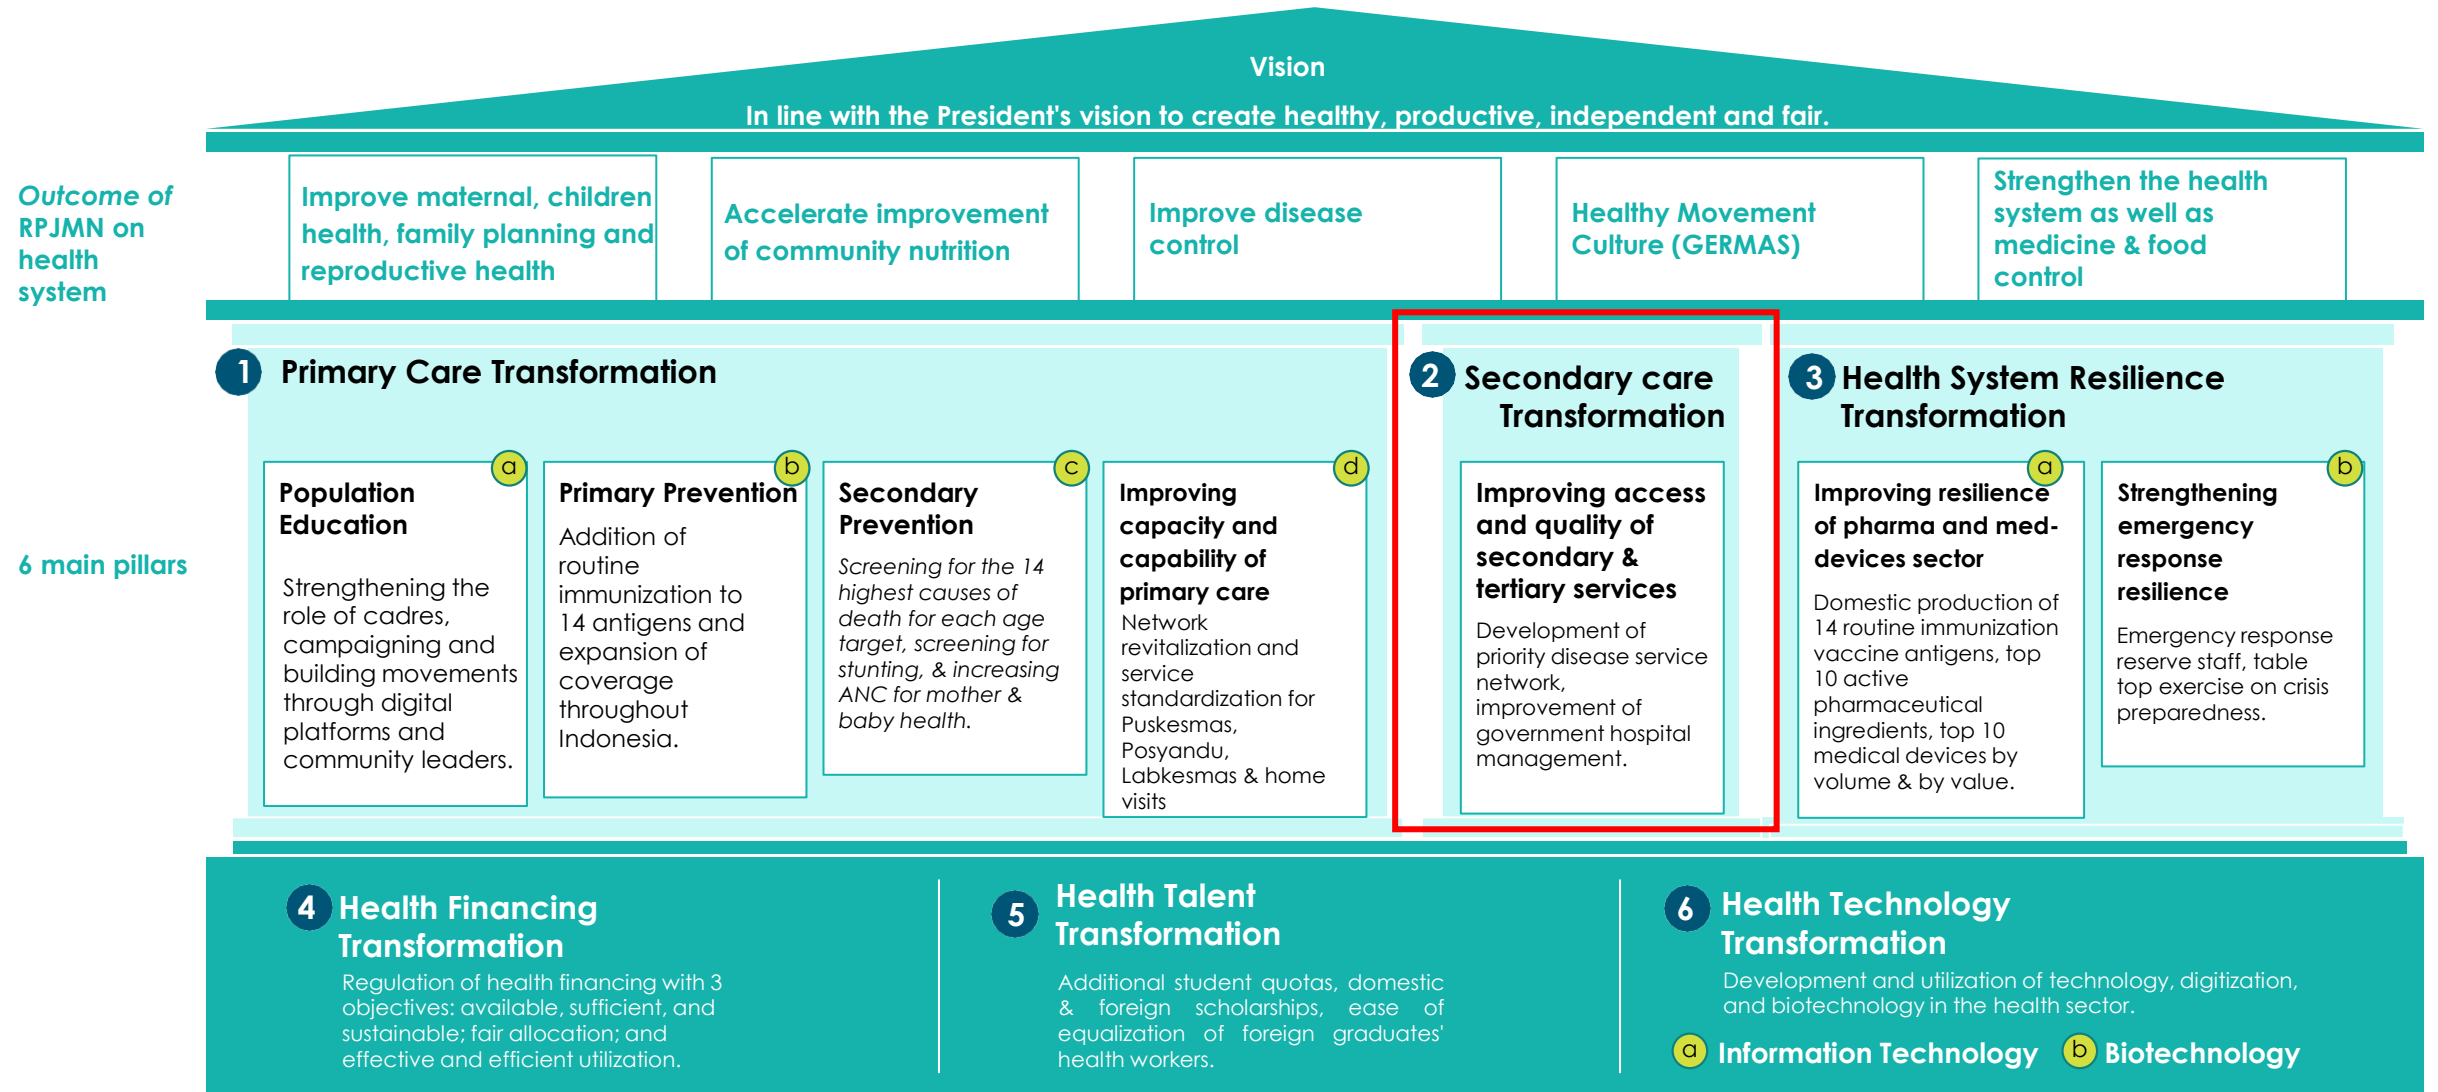 Vision
In line with the President's vision to create healthy, productive, independent and fair.
Outcome of
RPJMN on
health
system
Improve maternal, children
health, family planning and
reproductive health
Accelerate improvement
of community nutrition
Improve disease
control
Healthy Movement
Culture (GERMAS)
Strengthen the health
system as well as
medicine & food
control
6 main pillars
1 Primary Care Transformation
a
Population
Education
Strengthening the
role of cadres,
campaigning and
building movements
through digital
platforms and
community leaders.
b
Primary Prevention
Addition of
routine
immunization to
14 antigens and
expansion of
coverage
throughout
Indonesia.
c
Secondary
Prevention
Screening for the 14
highest causes of
death for each age
target, screening for
stunting, & increasing
ANC for mother &
baby health.
d
Improving
capacity and
capability of
primary care
Network
revitalization and
service
standardization for
Puskesmas,
Posyandu,
Labkesmas & home
visits
2 Secondary care
Transformation
Improving access
and quality of
secondary &
tertiary services
Development of
priority disease service
network,
improvement of
government hospital
management.
3 Health System Resilience
Transformation
a
Improving resilience
of pharma and med-
devices sector
Domestic production of
14 routine immunization
vaccine antigens, top
10 active
pharmaceutical
ingredients, top 10
medical devices by
volume & by value.
b
Strengthening
emergency
response
resilience
Emergency response
reserve staff, table
top exercise on crisis
preparedness.
4 Health Financing
Transformation
Regulation of health financing with 3
objectives: available, sufficient, and
sustainable; fair allocation; and
effective and efficient utilization.
5 Health Talent
Transformation
Additional student quotas, domestic
& foreign scholarships, ease of
equalization of foreign graduates'
health workers.
6 Health Technology
Transformation
Development and utilization of technology, digitization,
and biotechnology in the health sector.
a Information Technology b Biotechnology